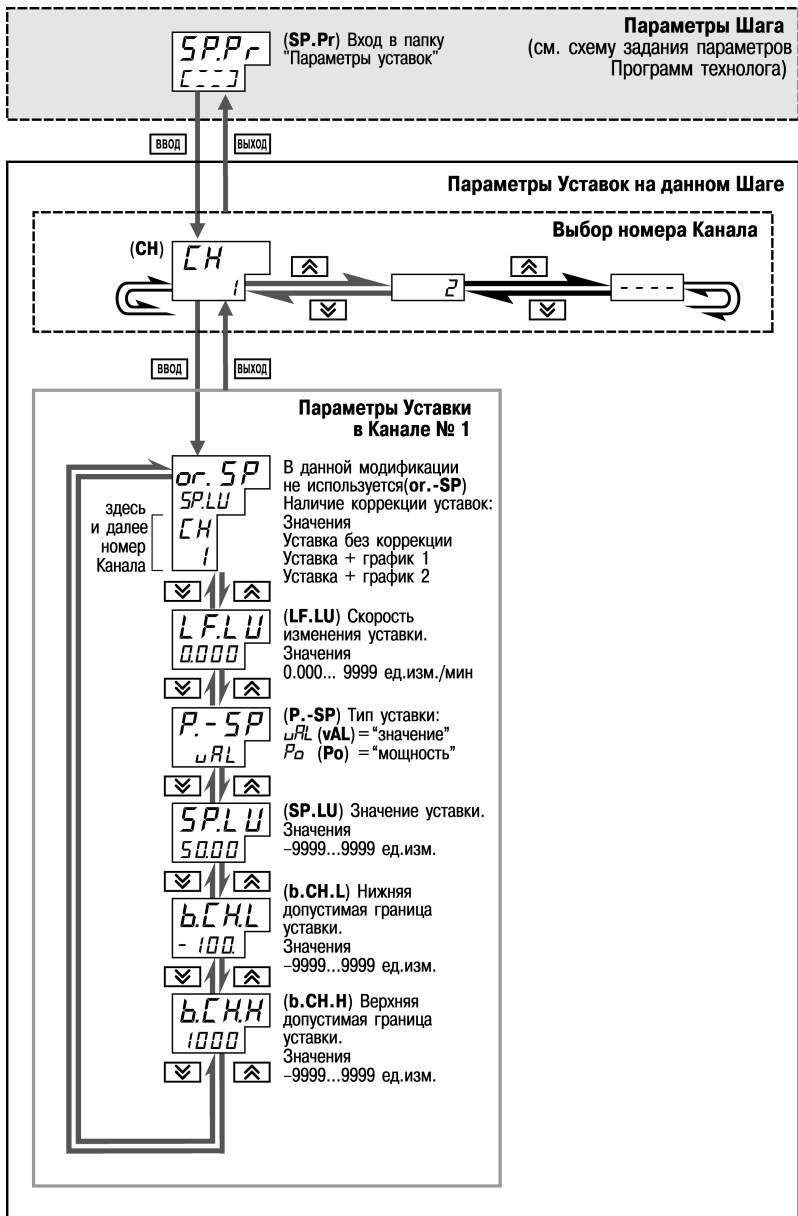 Параметры Шага
(см. схему задания параметров
Программ технолога)
SP.Pr
[---]
(SP.Pr) Вход в папку
"Параметры уставок"
ВВОД
ВЫХОД
Параметры Уставок на данном Шаге
Выбор номера Канала
(CH)
CH
1
2
----
ВВОД
ВЫХОД
Параметры Уставки
в Канале № 1
or.SP
SP.LU
CH
1
здесь
и далее
номер
Канала
В данной модификации
не используется(or.-SP)
Наличие коррекции уставок:
Значения
Уставка без коррекции
Уставка + график 1
Уставка + график 2
LF.LU
0.000
(LF.LU) Скорость
изменения уставки.
Значения
0.000... 9999 ед.изм./мин
P.-SP
vAL
(P.-SP) Тип уставки:
vAL (vAL) = “значение”
Po (Po) = “мощность”
SP.LU
50.00
(SP.LU) Значение уставки.
Значения
–9999...9999 ед.изм.
b.CH.L
-100.
(b.CH.L) Нижняя
допустимая граница
уставки.
Значения
–9999...9999 ед.изм.
b.CH.H
1000
(b.CH.H) Верхняя
допустимая граница
уставки.
Значения
–9999...9999 ед.изм.